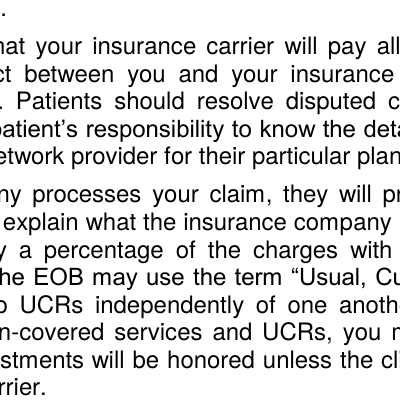 .
hat your insurance carrier will pay all
ct between you and your insurance
. Patients should resolve disputed c
patient’s responsibility to know the deta
etwork provider for their particular plan
ny processes your claim, they will pr
explain what the insurance company
y a percentage of the charges with
he EOB may use the term “Usual, Cu
o UCRs independently of one anoth
n-covered services and UCRs, you m
stments will be honored unless the cli
rrier.